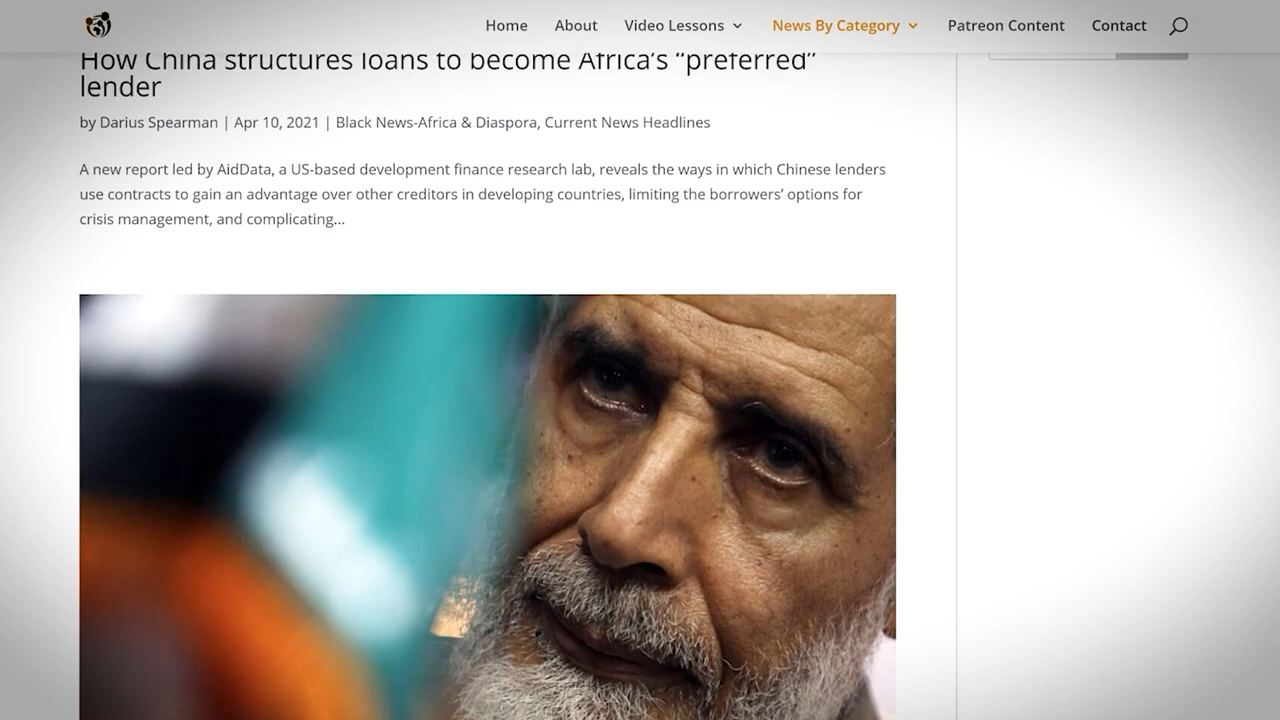 Home About Video Lessons News By Category Patreon Content Contact
How China structures loans to become Africa's “preferred”
lender
by Darius Spearman | Apr 10, 2021 | Black News-Africa & Diaspora, Current News Headlines
A new report led by AidData, a US-based development finance research lab, reveals the ways in which Chinese lenders
use contracts to gain an advantage over other creditors in developing countries, limiting the borrowers’ options for
crisis management, and complicating...